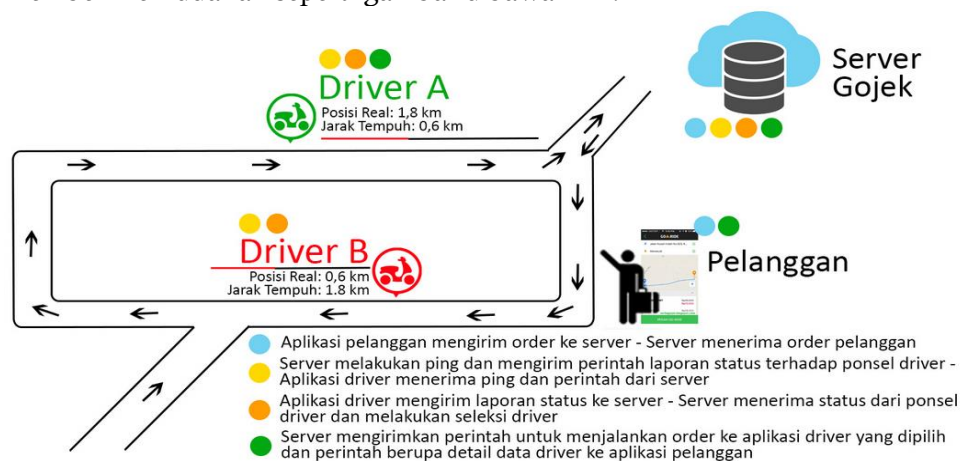 Driver A
Posisi Real: 1,8 km
Jarak Tempuh: 0,6 km
Server
Gojek
Driver B
Posisi Real: 0,6 km
Jarak Tempuh: 1.8 km
Pelanggan
Aplikasi pelanggan mengirim order ke server - Server menerima order pelanggan
Server melakukan ping dan mengirim perintah laporan status terhadap ponsel driver -
Aplikasi driver menerima ping dan perintah dari server
Aplikasi driver mengirim laporan status ke server - Server menerima status dari ponsel
driver dan melakukan seleksi driver
Server mengirimkan perintah untuk menjalankan order ke aplikasi driver yang dipilih
dan perintah berupa detail data driver ke aplikasi pelanggan